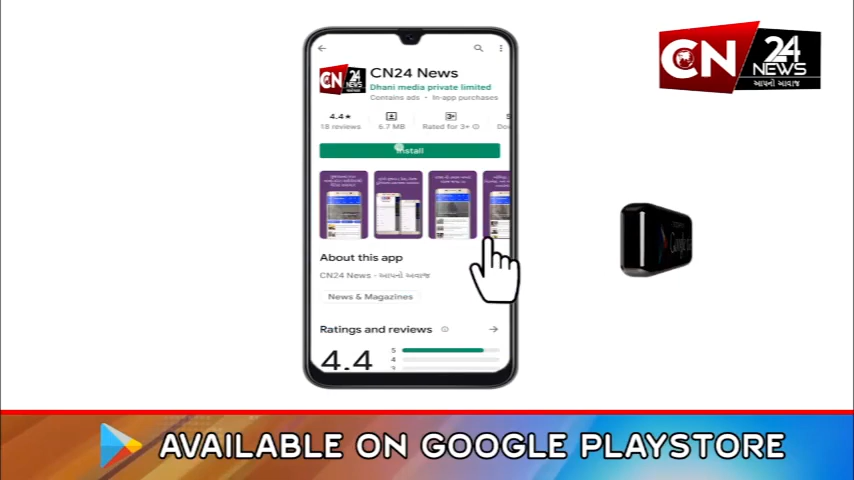 CN24 News
Dhani media private limited
Contains ads • In-app purchases
4.4★
18 reviews
6.7 MB
3+
Rated for 3+
Install
About this app
CN24 News - આપનો અવાજ
News & Magazines
Ratings and reviews
4.4
5
4
3
CN 24 NEWS
આપનો અવાજ
AVAILABLE ON GOOGLE PLAYSTORE